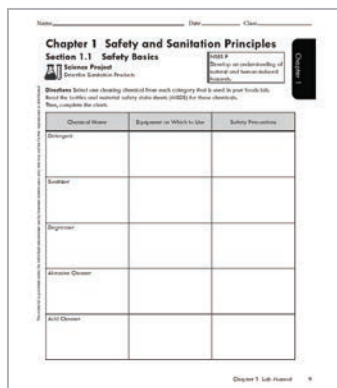 Name Date Class
Chapter 1 Safety and Sanitation Principles
Section 1.1 Safety Basics
Science Project
Describe Sanitation Products
NSES F
Develop an understanding of
natural and human-induced
hazards.
Chapter 1
Directions Select one cleaning chemical from each category that is used in your foods lab.
Read the bottles and material safety data sheets (MSDS) for these chemicals.
Then, complete the chart.
Chemical Name Equipment on Which to Use Safety Precautions
Detergent
Sanitizer
Degreaser
Abrasive Cleaner
Acid Cleaner
Chapter 1 Lab Manual 9